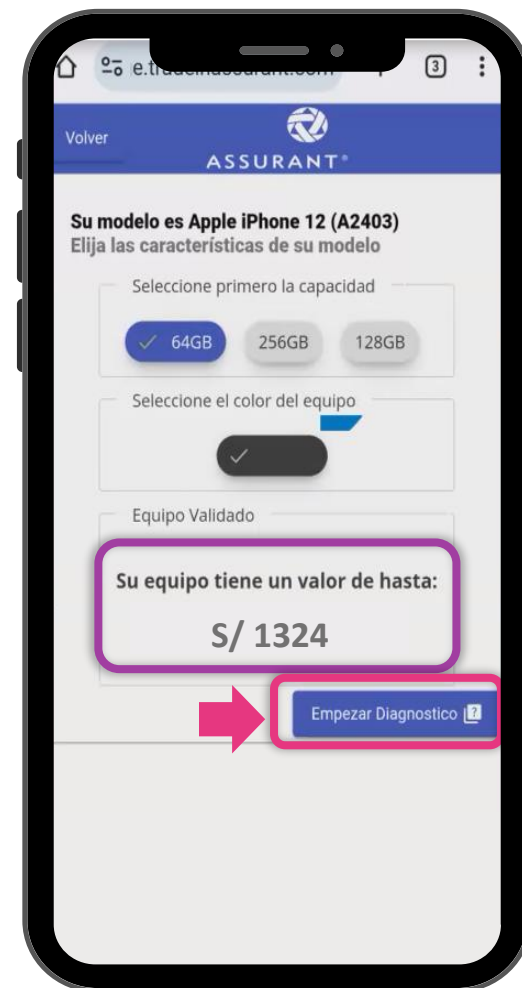 3
Volver
ASSURANT®
Su modelo es Apple iPhone 12 (A2403)
Elija las características de su modelo
Seleccione primero la capacidad
64GB 256GB 128GB
Seleccione el color del equipo
Equipo Validado
Su equipo tiene un valor de hasta:
S/ 1324
Empezar Diagnostico